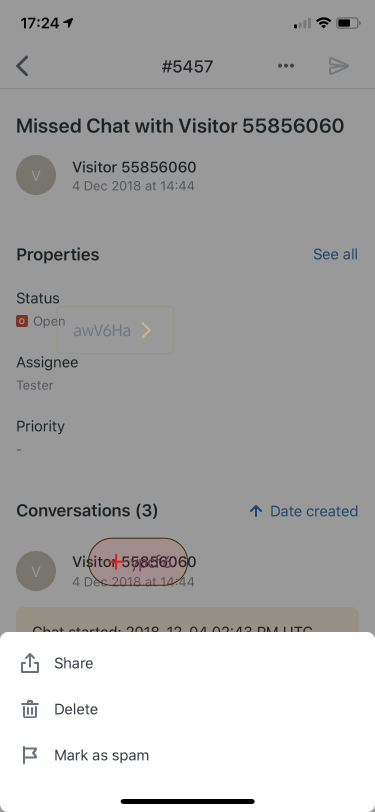 17:24
#5457
Missed Chat with Visitor 55856060
V
Visitor 55856060
4 Dec 2018 at 14:44
Properties
See all
Status
O Open
awV6Ha
Assignee
Tester
Priority
-
Conversations (3)
Date created
V
Visitor 55856060
4 Dec 2018 at 14:44
Chat started: 2018-12-04 02:43 PM UTC
Share
Delete
Mark as spam